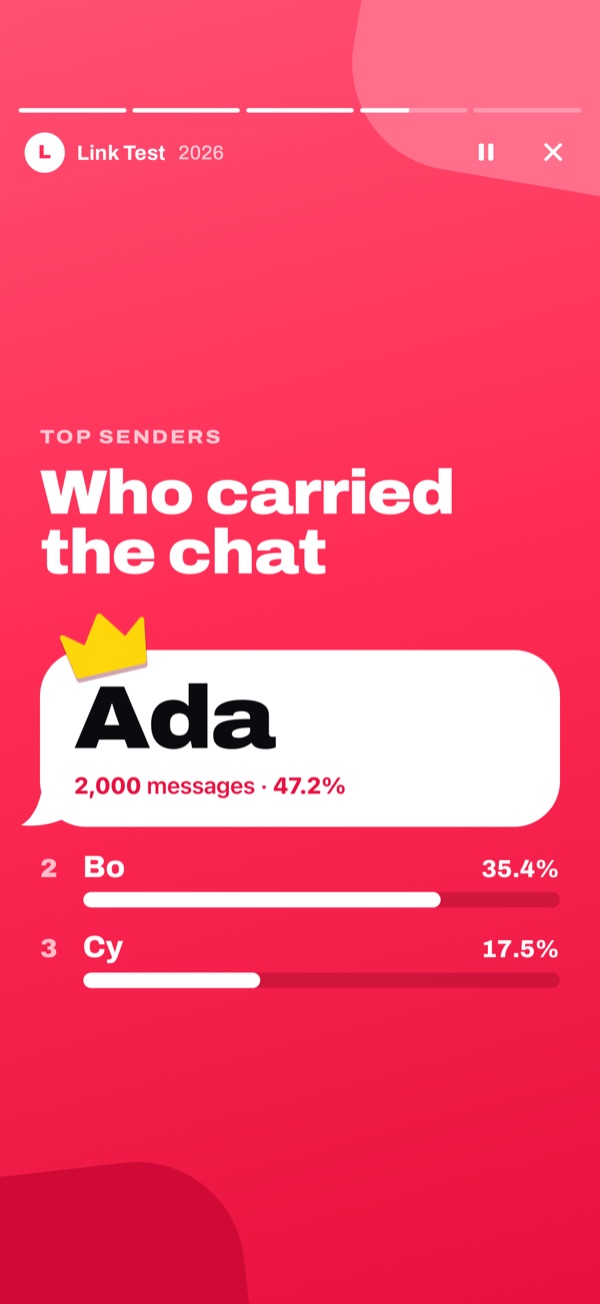 L Link Test 2026
TOP SENDERS
Who carried
the chat
Ada
2,000 messages · 47.2%
2 Bo 35.4%
3 Cy 17.5%